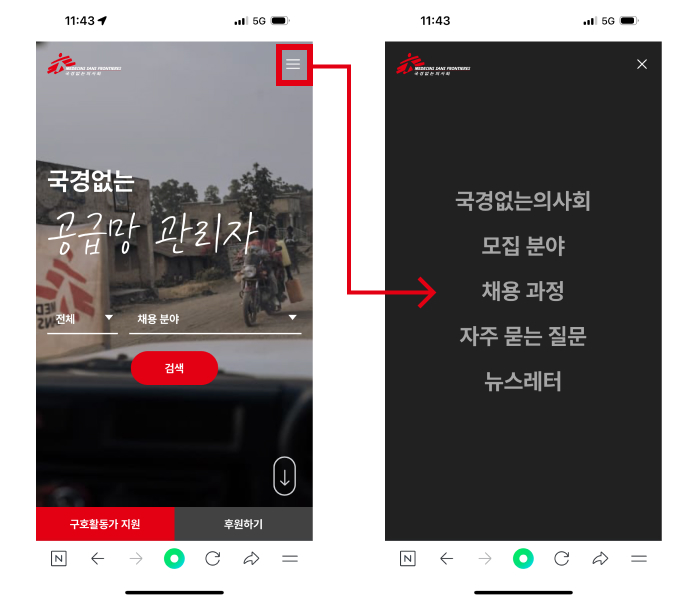 11:43
5G
MEDECINS SANS FRONTIERES
국경없는의사회
국경없는
공급망 관리자
전체
채용 분야
검색
구호활동가 지원
후원하기
N
11:43
5G
MEDECINS SANS FRONTIERES
국경없는의사회
국경없는의사회
모집 분야
채용 과정
자주 묻는 질문
뉴스레터
N